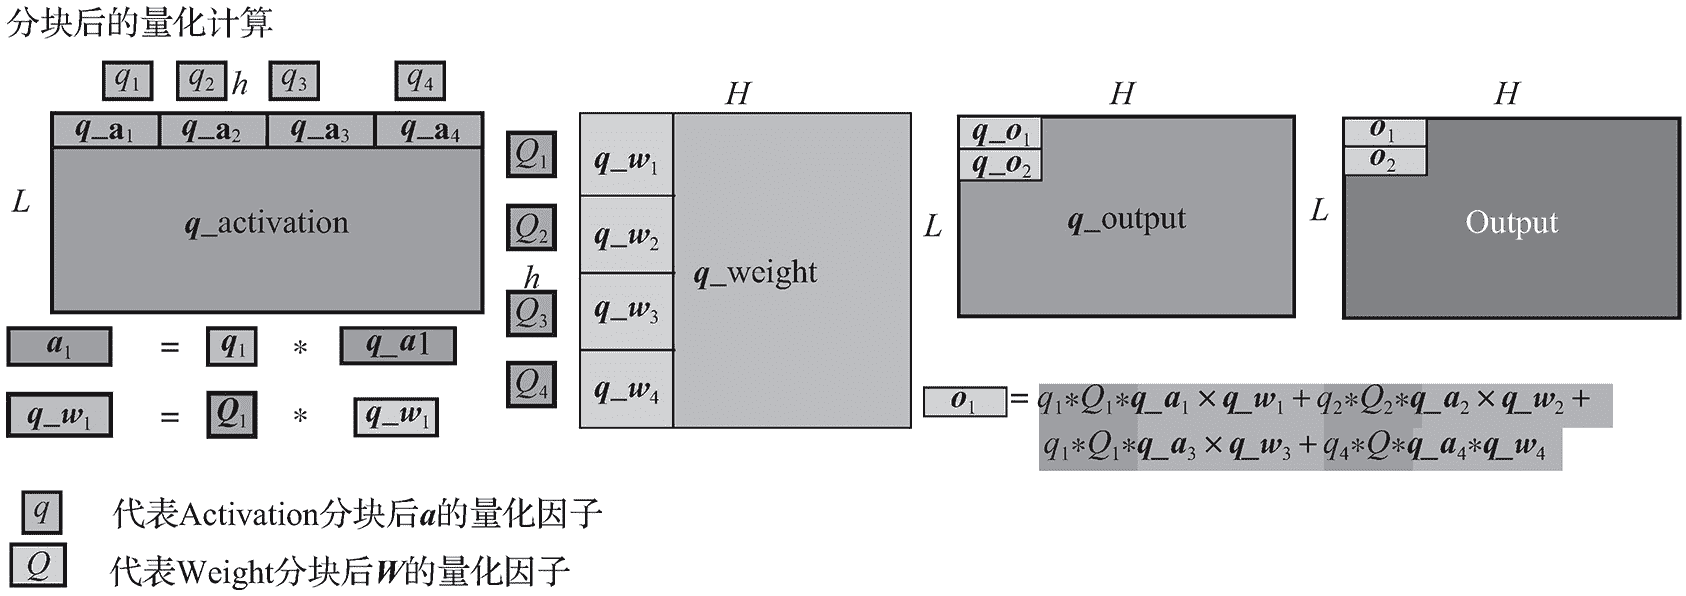 分块后的量化计算
q₁ q₂ h q₃ q₄
q_a₁ q_a₂ q_a₃ q_a₄
L
q_activation
a₁ = q₁ * q_a1
q_w₁ = Q₁ * q_w₁
H
Q₁ q_w₁
Q₂ q_w₂
h
Q₃ q_w₃
Q₄ q_w₄
q_weight
H
q_o₁
q_o₂
L
q_output
H
o₁
o₂
L
Output
o₁ = q₁*Q₁*q_a₁×q_w₁+q₂*Q₂*q_a₂×q_w₂+
q₁*Q₁*q_a₃×q_w₃+q₄*Q*q_a₄*q_w₄
q 代表Activation分块后a的量化因子
Q 代表Weight分块后W的量化因子